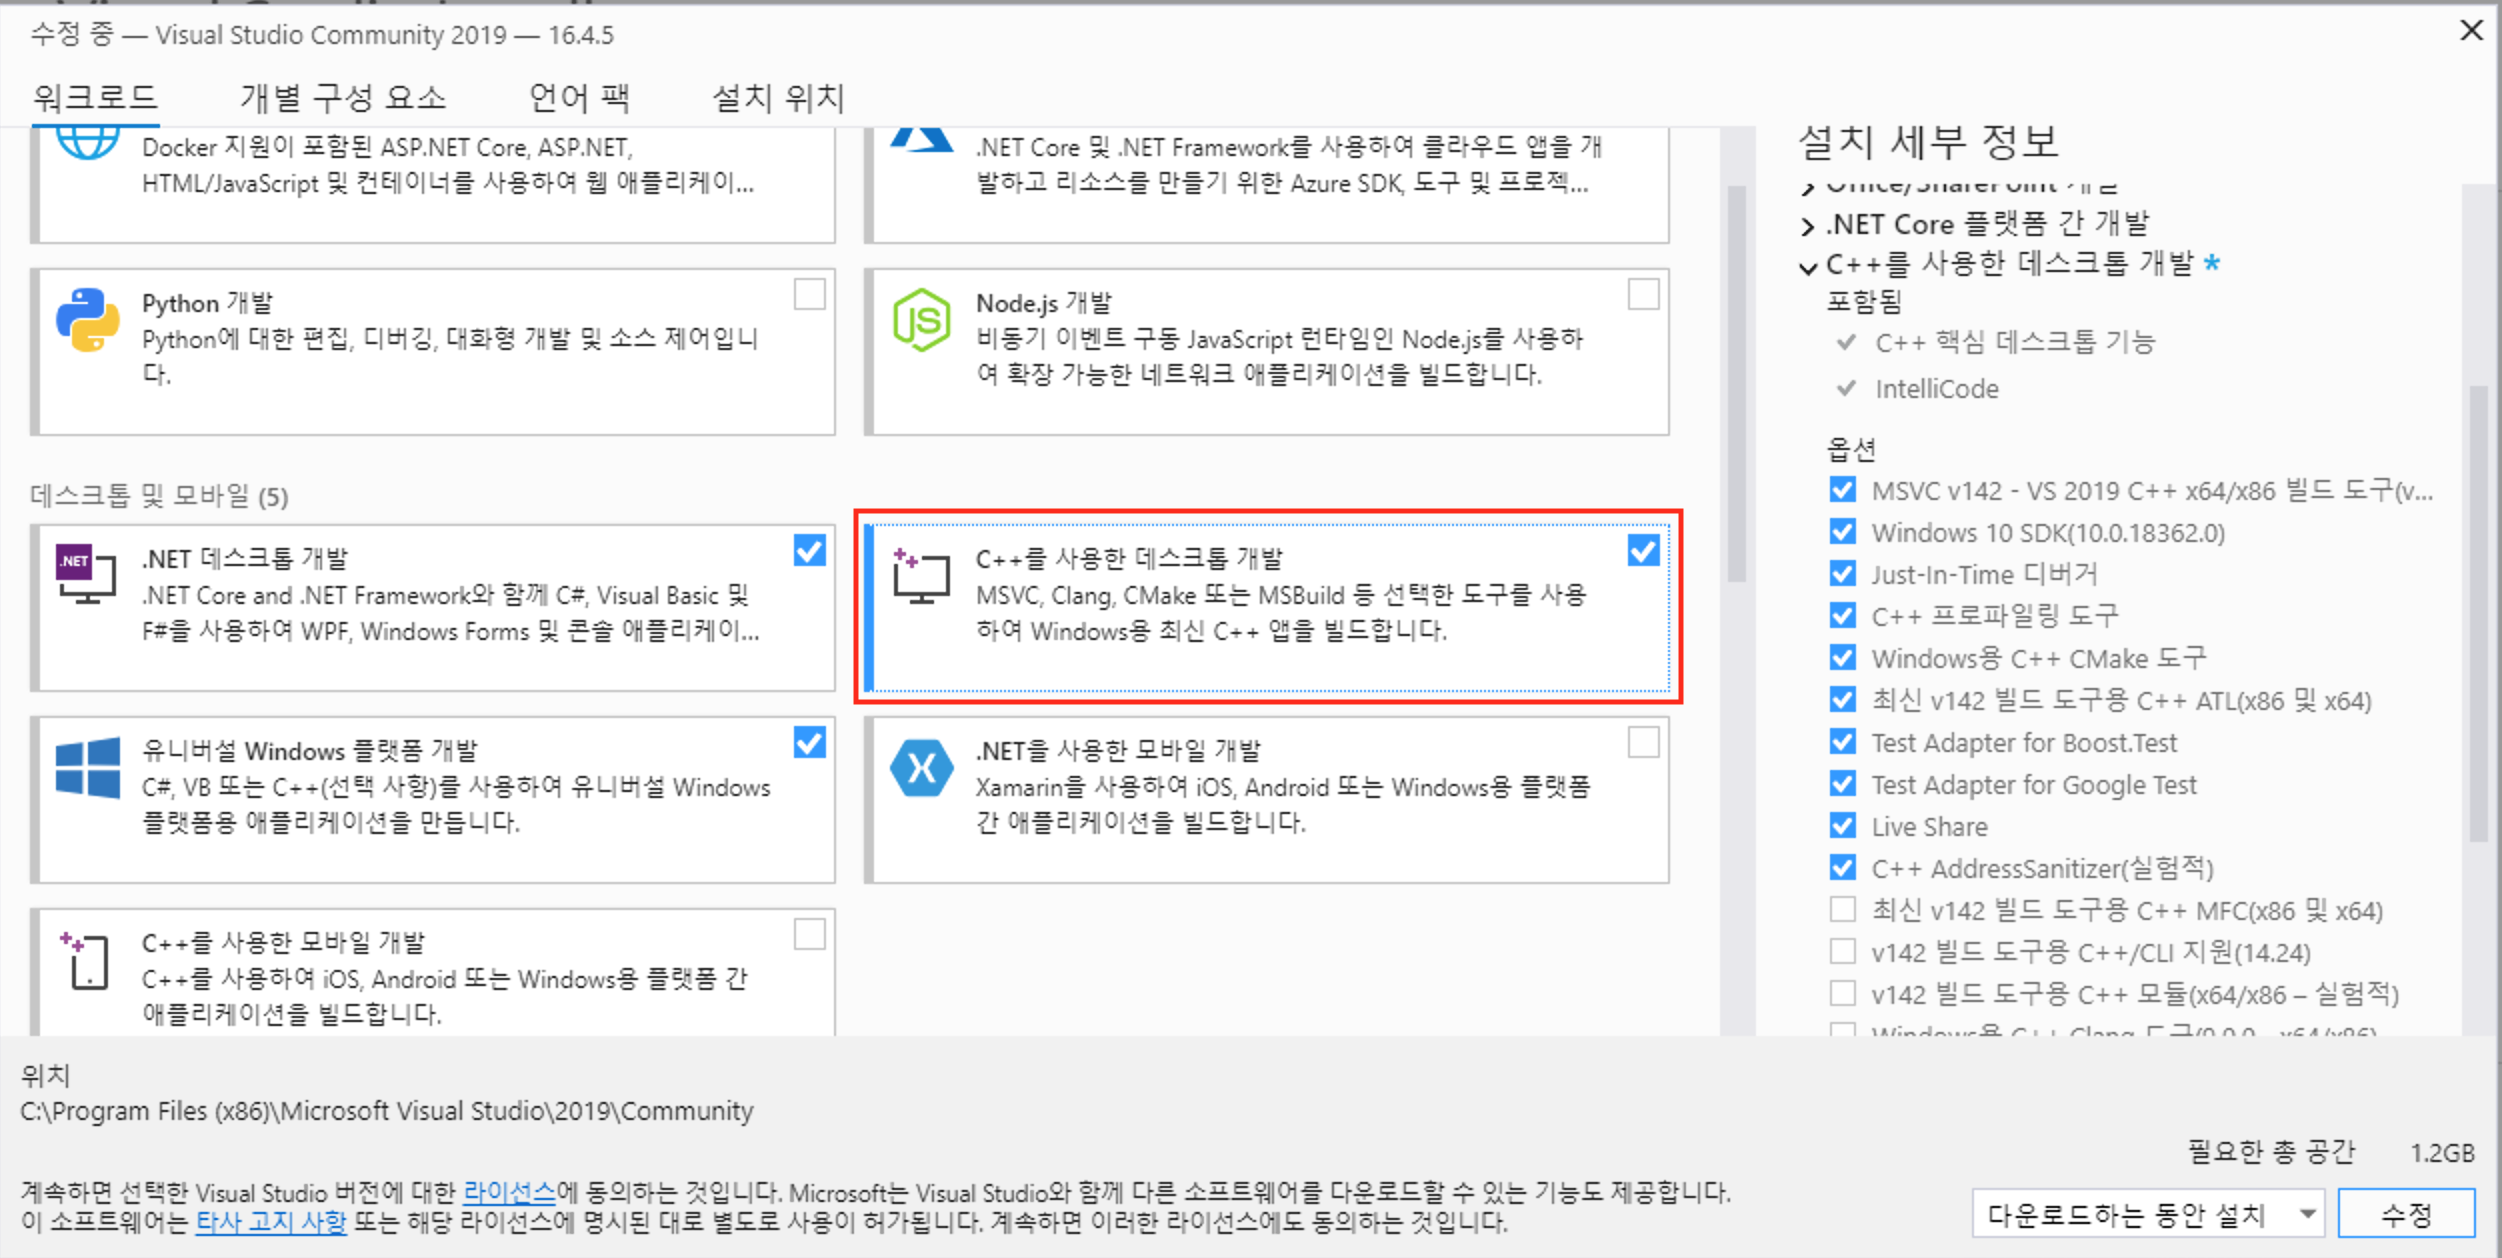 수정 중 — Visual Studio Community 2019 — 16.4.5
워크로드
개별 구성 요소
언어 팩
설치 위치
Docker 지원이 포함된 ASP.NET Core, ASP.NET,
HTML/JavaScript 및 컨테이너를 사용하여 웹 애플리케이...
.NET Core 및 .NET Framework를 사용하여 클라우드 앱을 개
발하고 리소스를 만들기 위한 Azure SDK, 도구 및 프로젝...
Python 개발
Python에 대한 편집, 디버깅, 대화형 개발 및 소스 제어입니
다.
Node.js 개발
비동기 이벤트 구동 JavaScript 런타임인 Node.js를 사용하
여 확장 가능한 네트워크 애플리케이션을 빌드합니다.
데스크톱 및 모바일 (5)
.NET
.NET 데스크톱 개발
.NET Core and .NET Framework와 함께 C#, Visual Basic 및
F#을 사용하여 WPF, Windows Forms 및 콘솔 애플리케이...
C++를 사용한 데스크톱 개발
MSVC, Clang, CMake 또는 MSBuild 등 선택한 도구를 사용
하여 Windows용 최신 C++ 앱을 빌드합니다.
유니버설 Windows 플랫폼 개발
C#, VB 또는 C++(선택 사항)를 사용하여 유니버설 Windows
플랫폼용 애플리케이션을 만듭니다.
.NET을 사용한 모바일 개발
Xamarin을 사용하여 iOS, Android 또는 Windows용 플랫폼
간 애플리케이션을 빌드합니다.
C++를 사용한 모바일 개발
C++를 사용하여 iOS, Android 또는 Windows용 플랫폼 간
애플리케이션을 빌드합니다.
설치 세부 정보
Office/SharePoint 개발
.NET Core 플랫폼 간 개발
C++를 사용한 데스크톱 개발 *
포함됨
C++ 핵심 데스크톱 기능
IntelliCode
옵션
MSVC v142 - VS 2019 C++ x64/x86 빌드 도구(v...
Windows 10 SDK(10.0.18362.0)
Just-In-Time 디버거
C++ 프로파일링 도구
Windows용 C++ CMake 도구
최신 v142 빌드 도구용 C++ ATL(x86 및 x64)
Test Adapter for Boost.Test
Test Adapter for Google Test
Live Share
C++ AddressSanitizer(실험적)
최신 v142 빌드 도구용 C++ MFC(x86 및 x64)
v142 빌드 도구용 C++/CLI 지원(14.24)
v142 빌드 도구용 C++ 모듈(x64/x86 – 실험적)
Windows용 C++ Clang 도구
위치
C:\Program Files (x86)\Microsoft Visual Studio\2019\Community
필요한 총 공간 1.2GB
계속하면 선택한 Visual Studio 버전에 대한 라이선스에 동의하는 것입니다. Microsoft는 Visual Studio와 함께 다른 소프트웨어를 다운로드할 수 있는 기능도 제공합니다.
이 소프트웨어는 타사 고지 사항 또는 해당 라이선스에 명시된 대로 별도로 사용이 허가됩니다. 계속하면 이러한 라이선스에도 동의하는 것입니다.
다운로드하는 동안 설치
수정